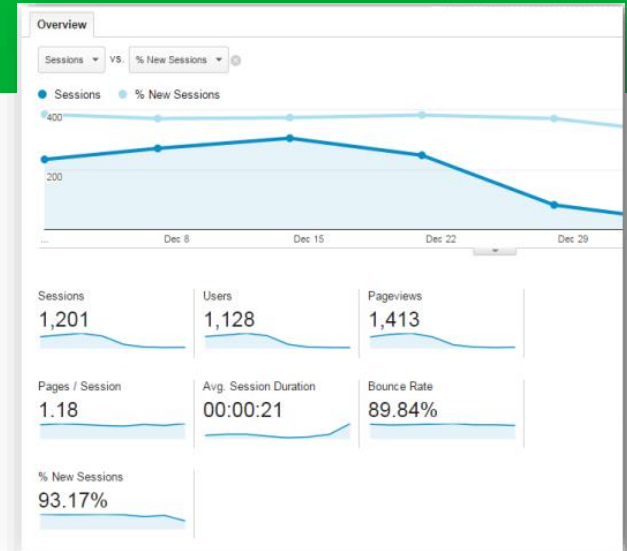 Overview
Sessions VS. % New Sessions
Sessions % New Sessions
400
200
... Dec 8 Dec 15 Dec 22 Dec 29
Sessions Users Pageviews
1,201 1,128 1,413
Pages / Session Avg. Session Duration Bounce Rate
1.18 00:00:21 89.84%
% New Sessions
93.17%